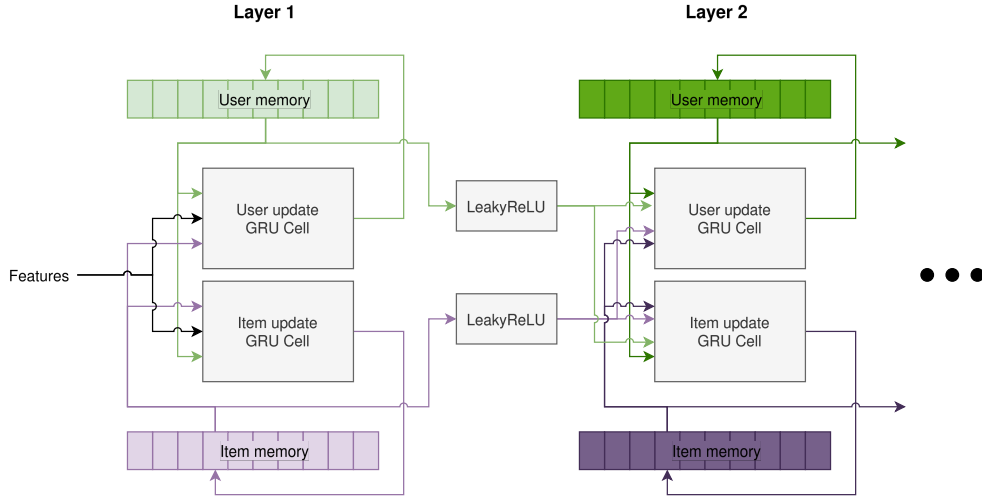 Layer 1
Layer 2
User memory
User memory
User update
GRU Cell
LeakyReLU
User update
GRU Cell
Features
Item update
GRU Cell
LeakyReLU
Item update
GRU Cell
Item memory
Item memory